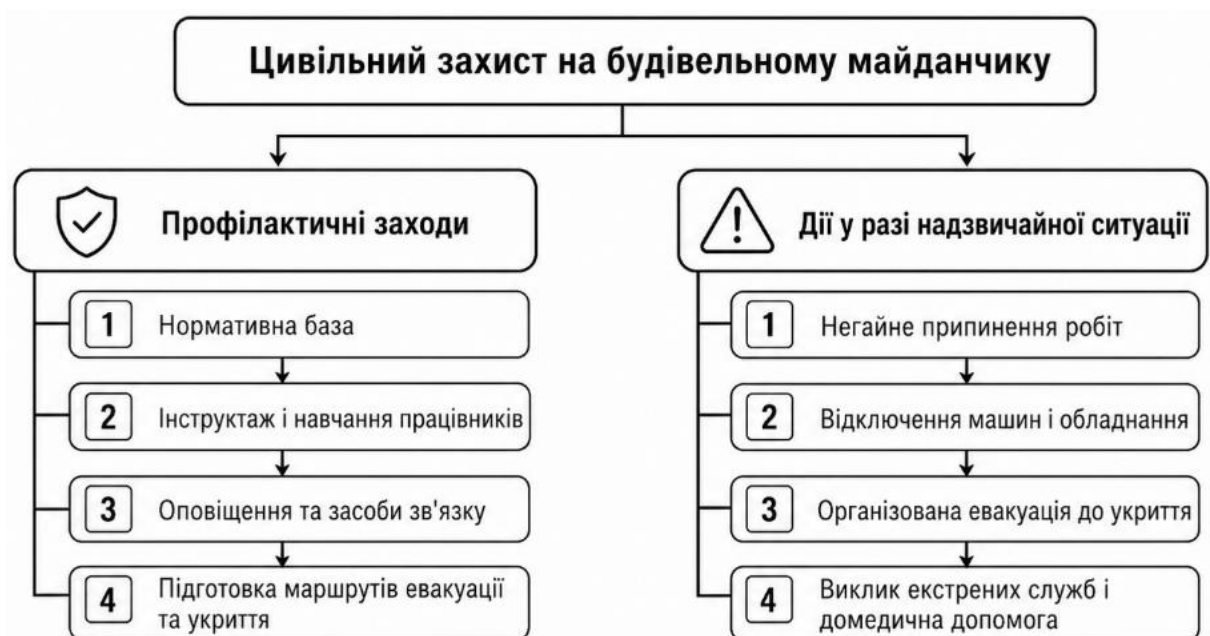 Цивільний захист на будівельному майданчику
Профілактичні заходи
1 Нормативна база
2 Інструктаж і навчання працівників
3 Оповіщення та засоби зв'язку
4 Підготовка маршрутів евакуації
та укриття
Дії у разі надзвичайної ситуації
1 Негайне припинення робіт
2 Відключення машин і обладнання
3 Організована евакуація до укриття
4 Виклик екстрених служб і
домедична допомога